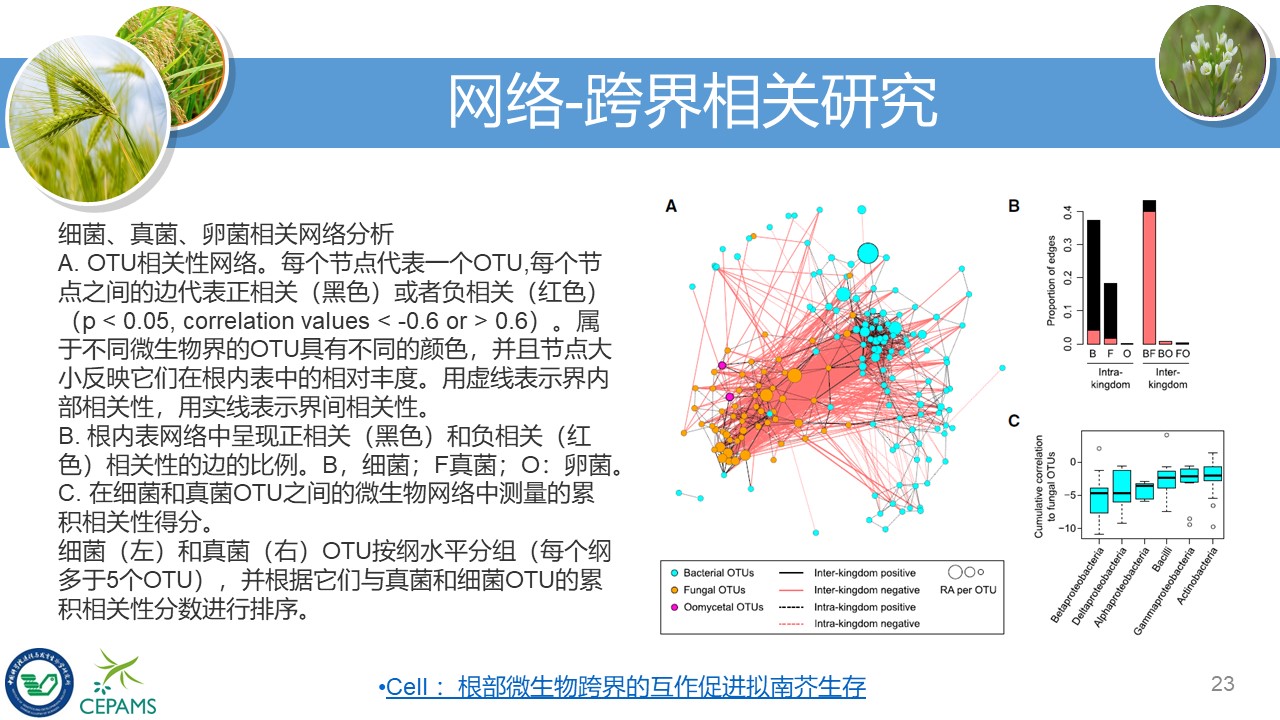 网络-跨界相关研究
细菌、真菌、卵菌相关网络分析
A. OTU相关性网络。每个节点代表一个OTU,每个节
点之间的边代表正相关（黑色）或者负相关（红色）
（p < 0.05, correlation values < -0.6 or > 0.6）。属
于不同微生物界的OTU具有不同的颜色，并且节点大
小反映它们在根内表中的相对丰度。用虚线表示界内
部相关性，用实线表示界间相关性。
B. 根内表网络中呈现正相关（黑色）和负相关（红
色）相关性的边的比例。B，细菌；F真菌；O：卵菌。
C. 在细菌和真菌OTU之间的微生物网络中测量的累
积相关性得分。
细菌（左）和真菌（右）OTU按纲水平分组（每个纲
多于5个OTU），并根据它们与真菌和细菌OTU的累
积相关性分数进行排序。
A
Bacterial OTUs
Fungal OTUs
Oomycetal OTUs
Inter-kingdom positive
Inter-kingdom negative
Intra-kingdom positive
Intra-kingdom negative
RA per OTU
B
Proportion of edges
0.4
0.3
0.2
0.1
0.0
B F O BF BO FO
Intra-
kingdom
Inter-
kingdom
C
Cumulative correlation
to fungal OTUs
0
−5
−10
Betaproteobacteria
Deltaproteobacteria
Alphaproteobacteria
Bacilli
Gammaproteobacteria
Actinobacteria
CEPAMS
•Cell ：根部微生物跨界的互作促进拟南芥生存
23